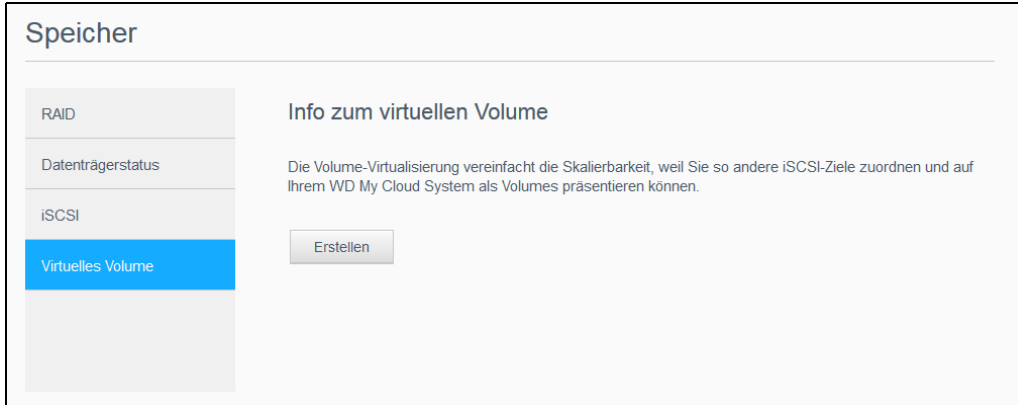 Speicher
RAID
Datenträgerstatus
iSCSI
Virtuelles Volume
Info zum virtuellen Volume
Die Volume-Virtualisierung vereinfacht die Skalierbarkeit, weil Sie so andere iSCSI-Ziele zuordnen und auf
Ihrem WD My Cloud System als Volumes präsentieren können.
Erstellen